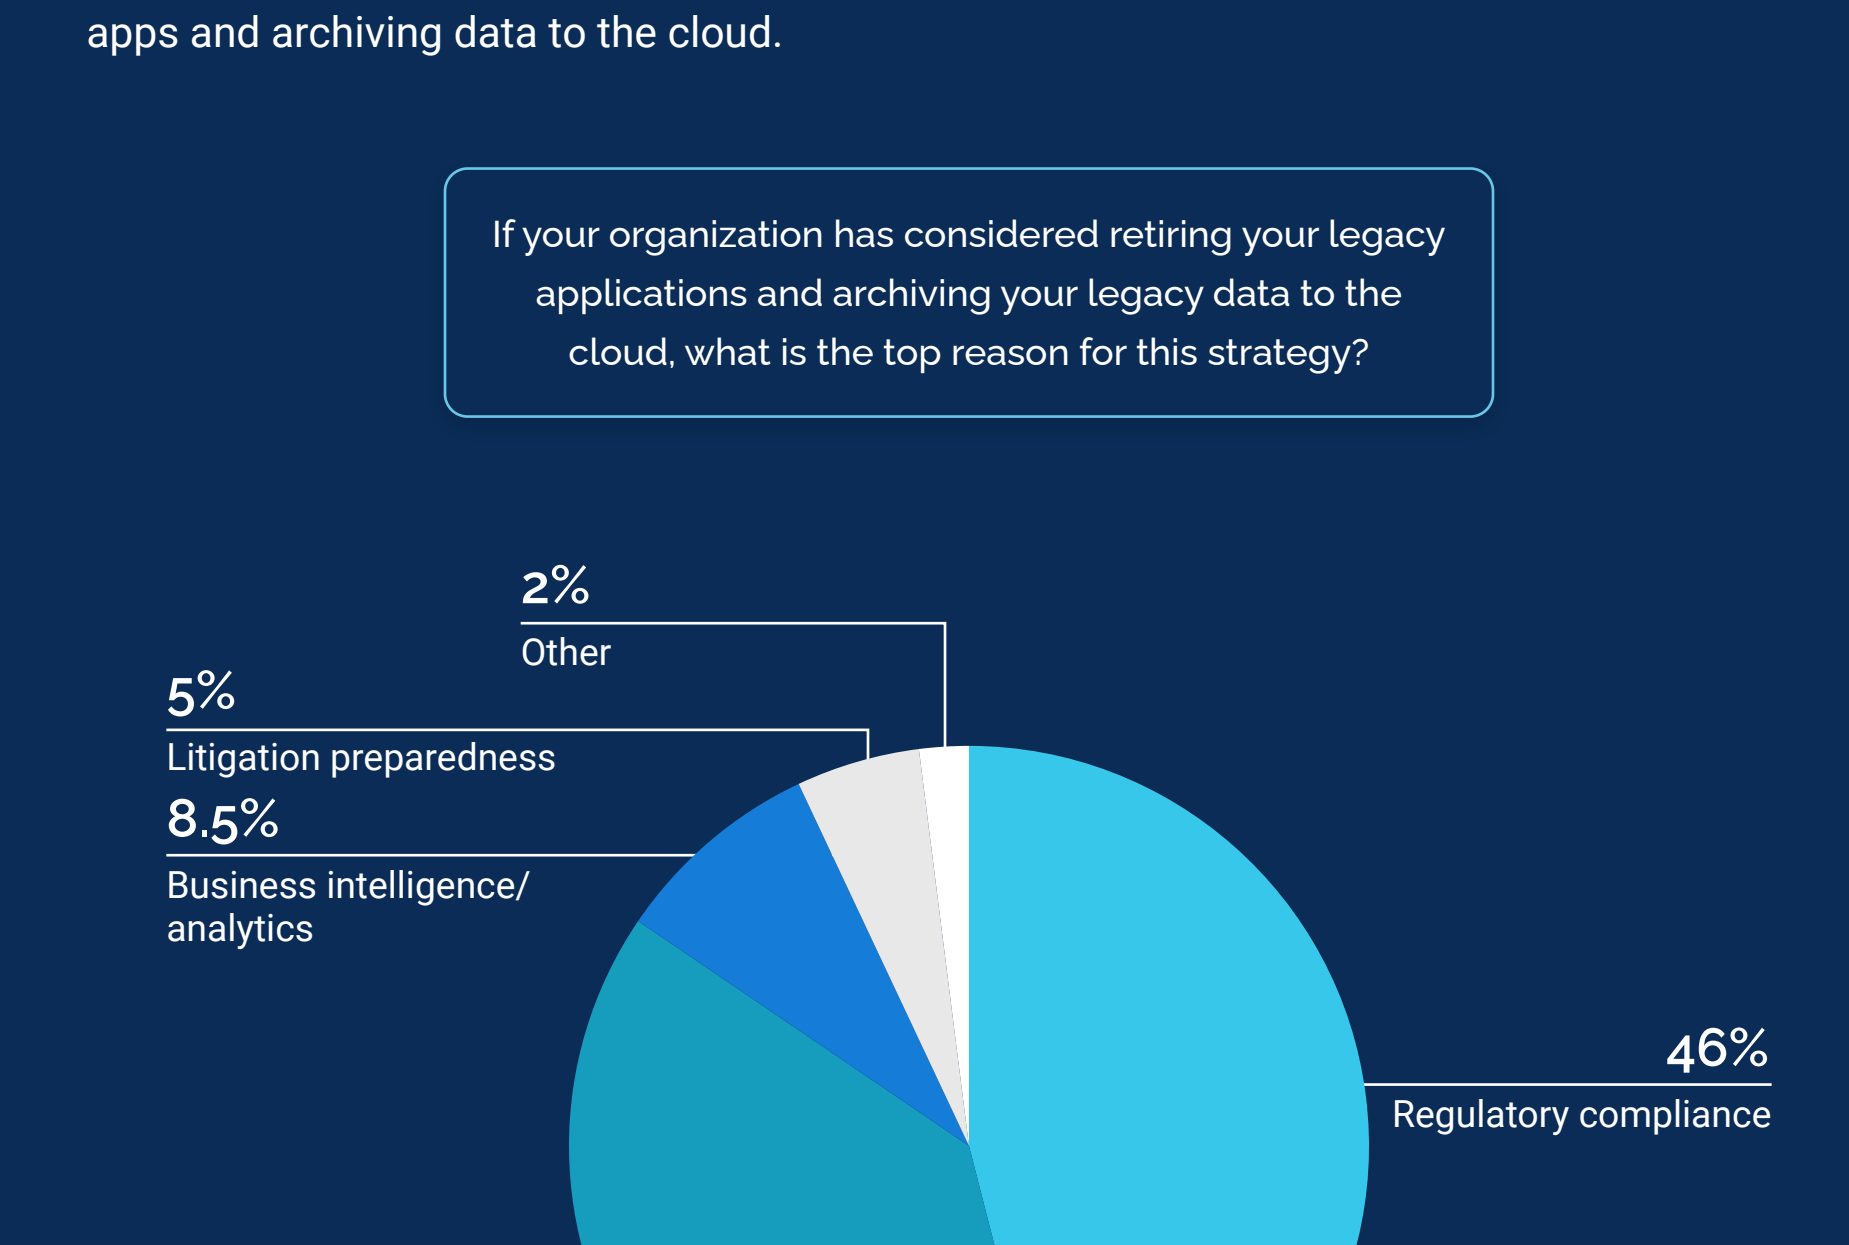 apps and archiving data to the cloud.
If your organization has considered retiring your legacy
applications and archiving your legacy data to the
cloud, what is the top reason for this strategy?
2%
Other
5%
Litigation preparedness
8.5%
Business intelligence/
analytics
46%
Regulatory compliance